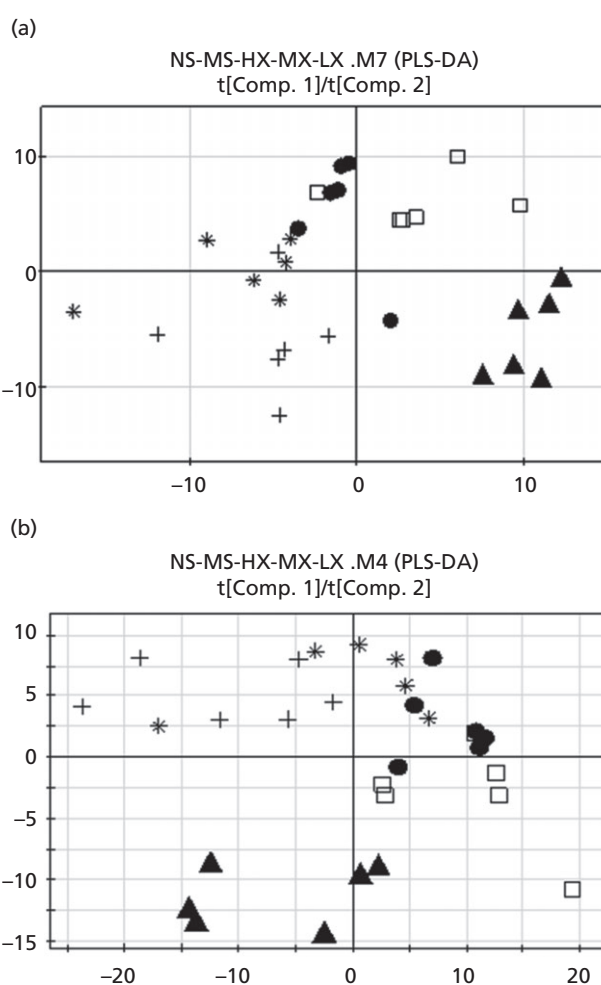 (a)
NS-MS-HX-MX-LX .M7 (PLS-DA)
t[Comp. 1]/t[Comp. 2]
10
0
−10
−10 0 10
(b)
NS-MS-HX-MX-LX .M4 (PLS-DA)
t[Comp. 1]/t[Comp. 2]
10
5
0
−5
−10
−15
−20 −10 0 10 20